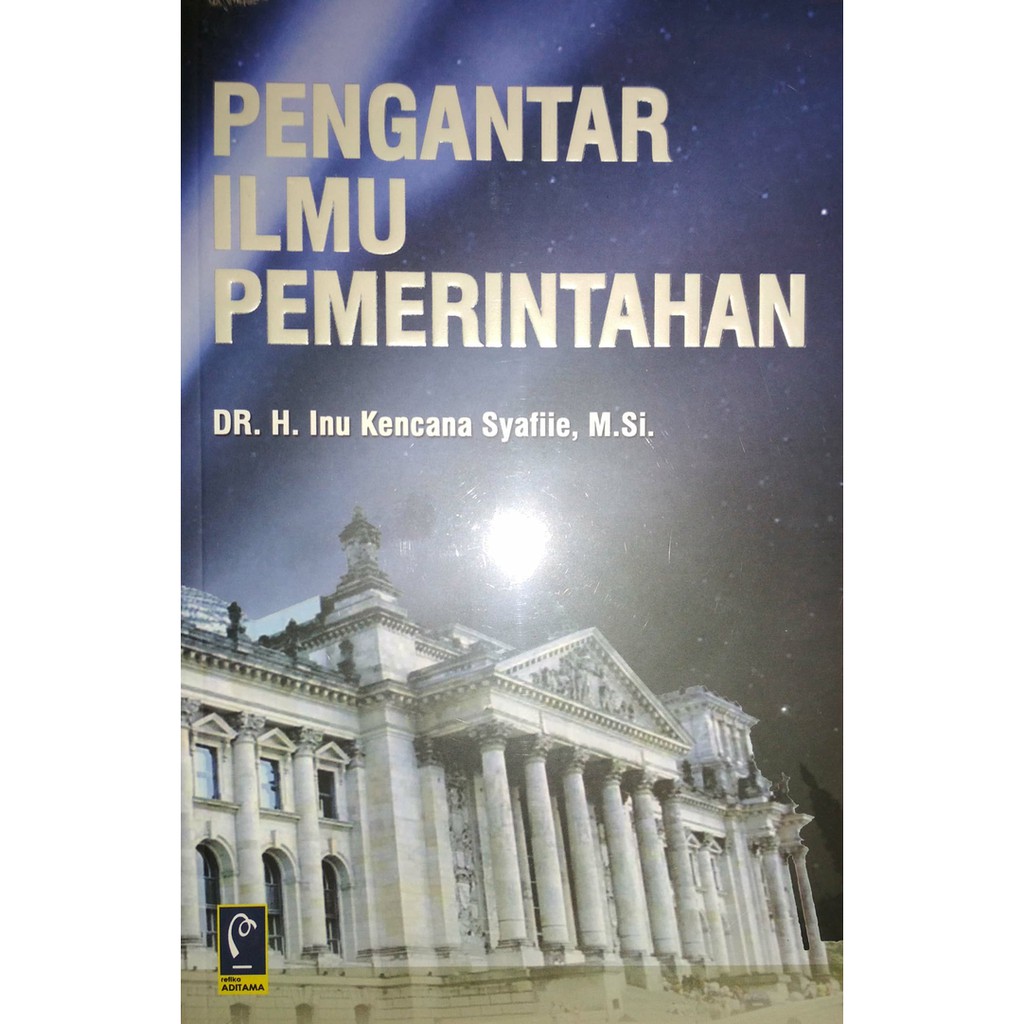 PENGANTAR
ILMU
PEMERINTAHAN
DR. H. Inu Kencana Syafiie, M.Si.
refika
ADITAMA